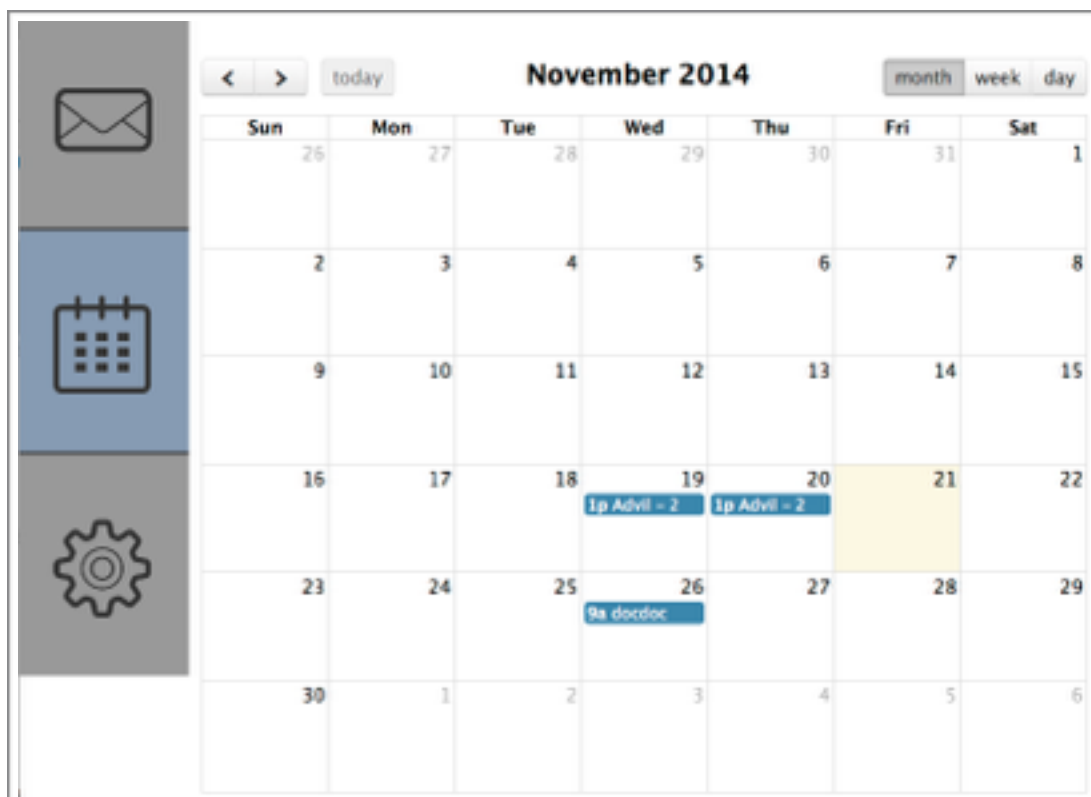 < > today November 2014 month week day
Sun Mon Tue Wed Thu Fri Sat
26 27 28 29 30 31 1
2 3 4 5 6 7 8
9 10 11 12 13 14 15
16 17 18 19 20 21 22
1p Advil - 2 1p Advil - 2
23 24 25 26 27 28 29
9a docdoc
30 1 2 3 4 5 6